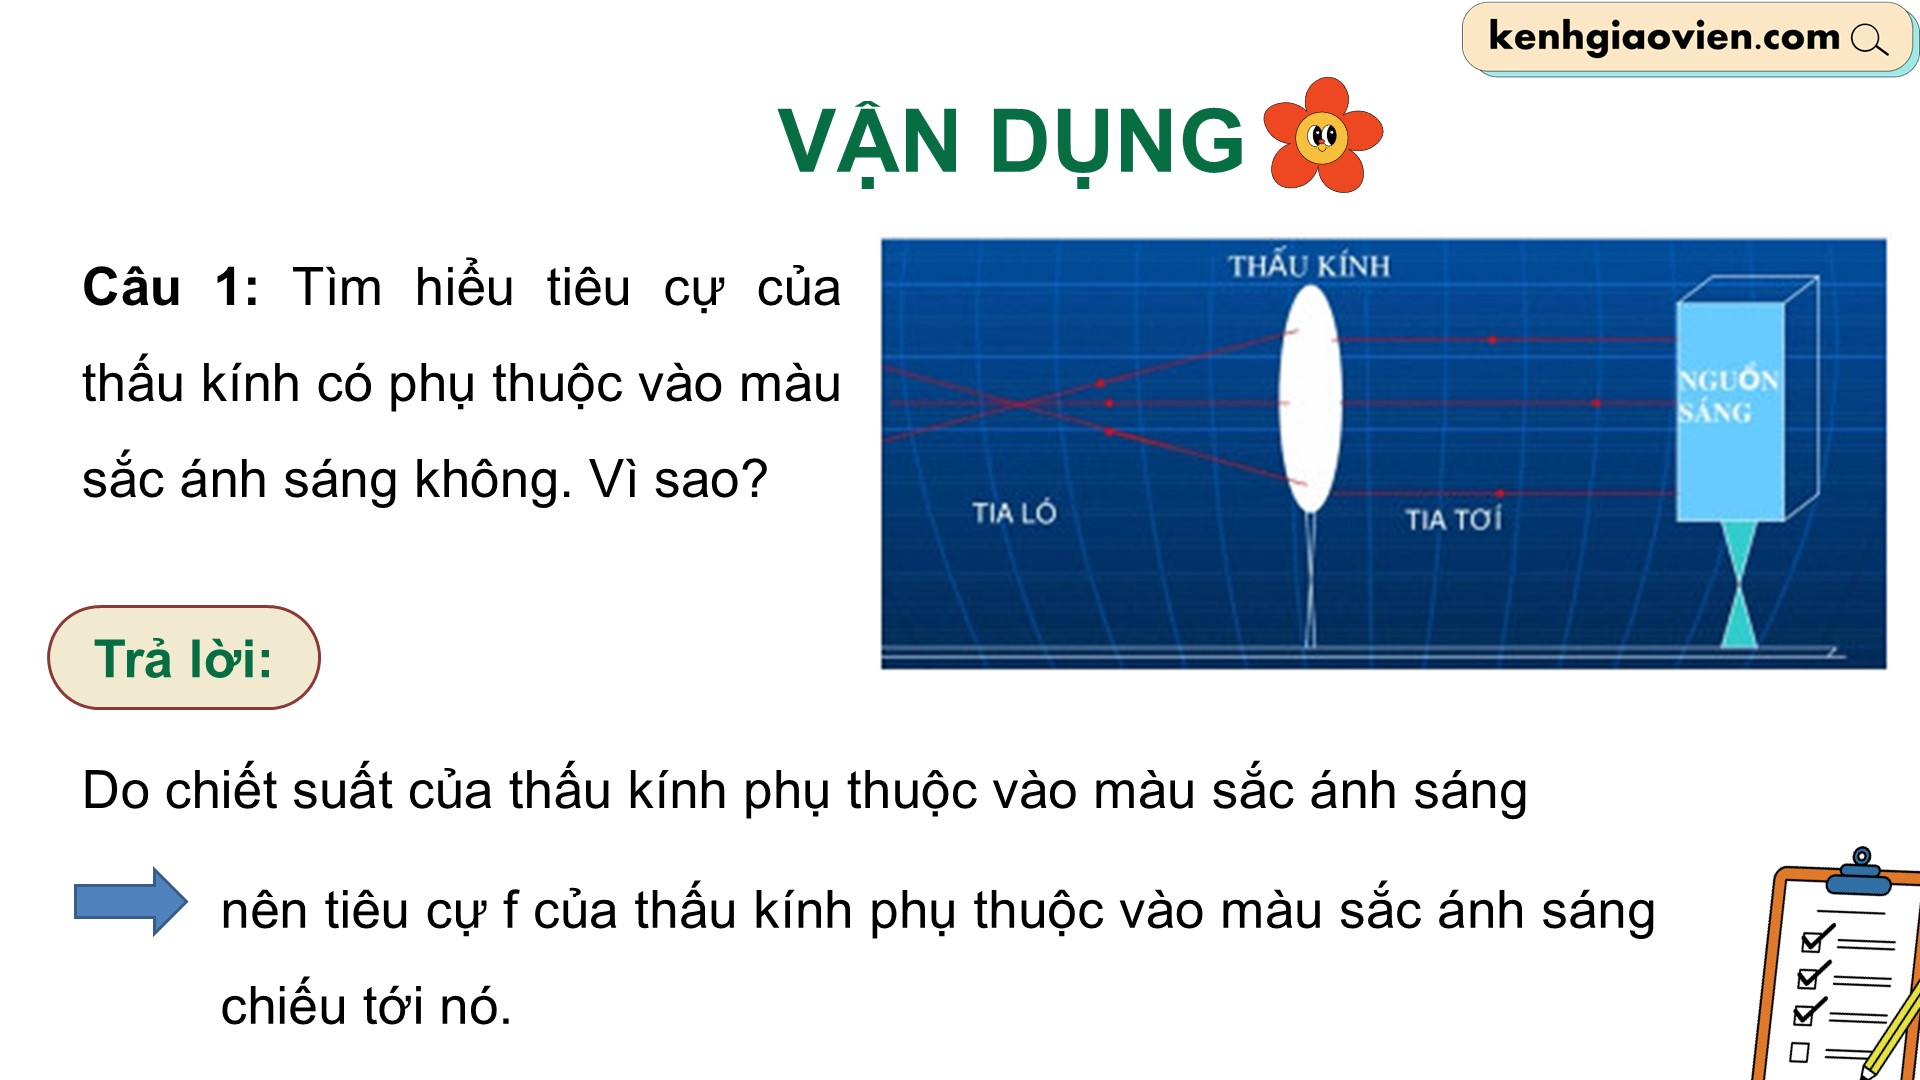 kenhgiaovien.com
VẬN DỤNG
Câu 1: Tìm hiểu tiêu cự của
thấu kính có phụ thuộc vào màu
sắc ánh sáng không. Vì sao?
THẤU KÍNH
NGUỒN
SÁNG
TIA LÓ
TIA TỚI
Trả lời:
Do chiết suất của thấu kính phụ thuộc vào màu sắc ánh sáng
nên tiêu cự f của thấu kính phụ thuộc vào màu sắc ánh sáng
chiếu tới nó.